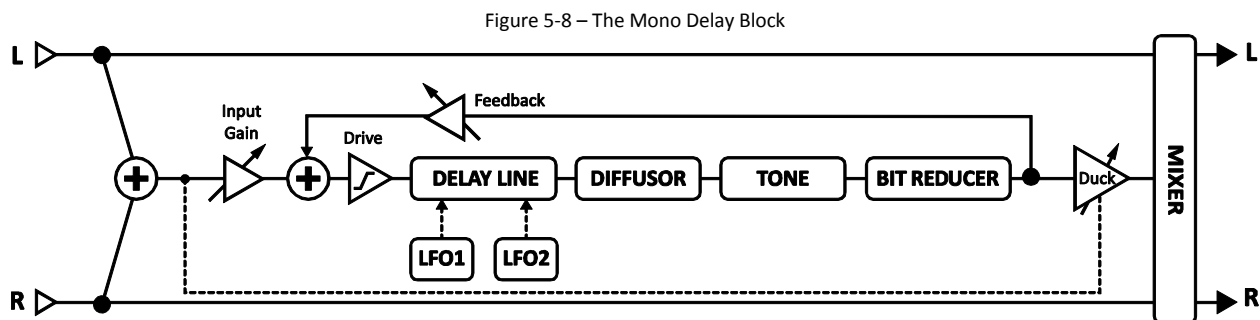 Figure 5-8 – The Mono Delay Block
L
L
Input
Gain
Feedback
Drive
+
+
DELAY LINE
DIFFUSOR
TONE
BIT REDUCER
Duck
MIXER
LFO1
LFO2
R
R